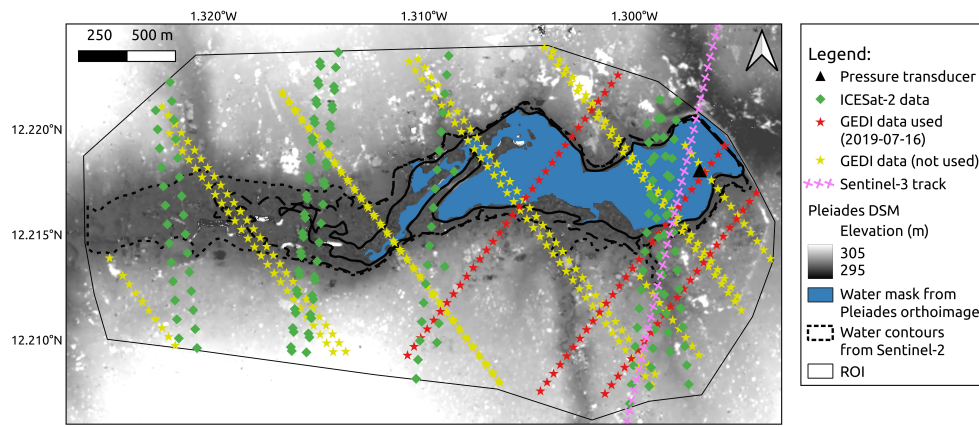 1.320°W 1.310°W 1.300°W
250 500 m
12.220°N
12.215°N
12.210°N
Legend:
Pressure transducer
ICESat-2 data
GEDI data used
(2019-07-16)
GEDI data (not used)
Sentinel-3 track
Pleiades DSM
Elevation (m)
305
295
Water mask from
Pleiades orthoimage
Water contours
from Sentinel-2
ROI